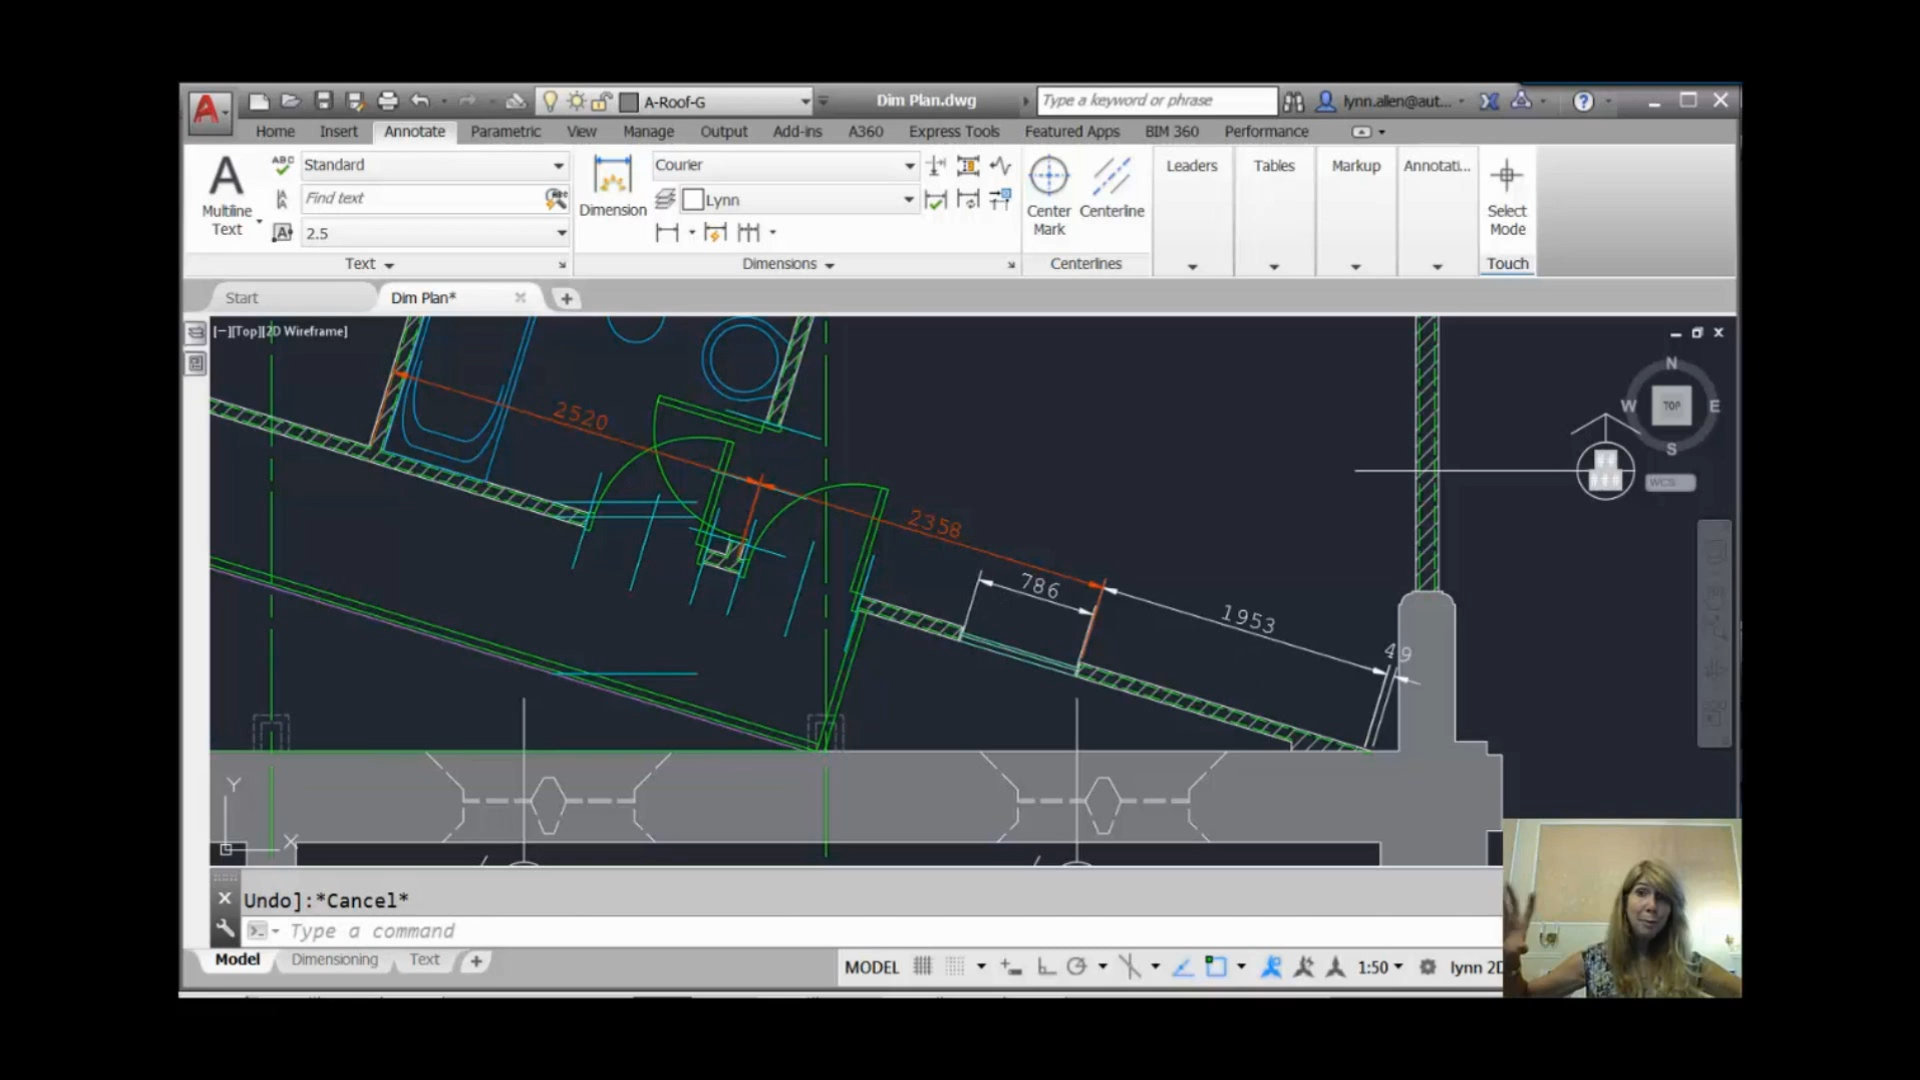 A-Roof-G Dim Plan.dwg Type a keyword or phrase lynn.allen@aut... ?
Home Insert Annotate Parametric View Manage Output Add-ins A360 Express Tools Featured Apps BIM 360 Performance
A Multiline Text
ABC Standard
Find text
A 2.5
Text
Dimension
Courier
Lynn
Dimensions
Center Mark
Centerline
Centerlines
Leaders
Tables
Markup
Annotati...
Select Mode
Touch
Start Dim Plan* +
[−][Top][2D Wireframe]
N
W TOP E
S
WCS
2520
2358
786
1953
49
Y
X
Undo]:*Cancel*
Type a command
Model Dimensioning Text +
MODEL 1:50 lynn 2D